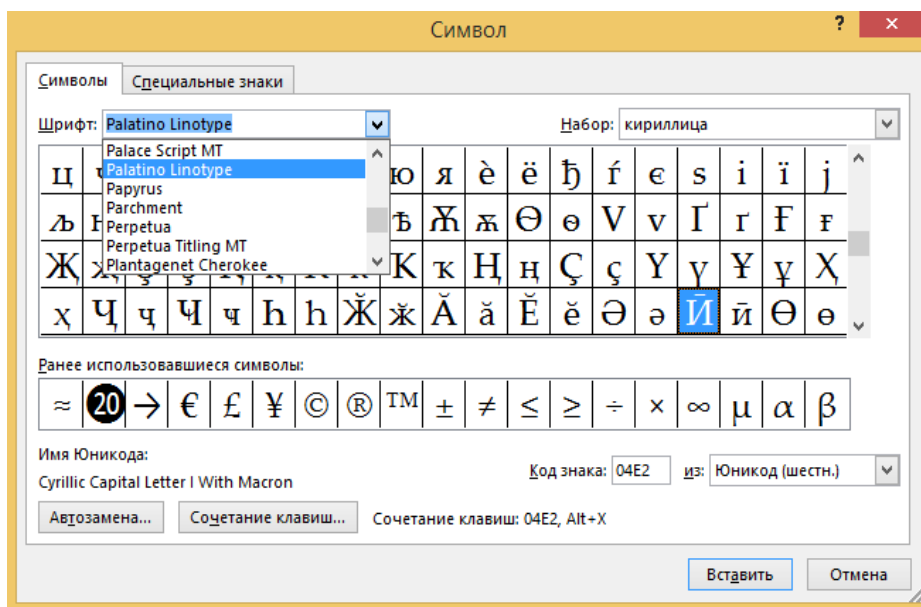 Символ
? ×
Символы Специальные знаки
Шрифт: Palatino Linotype
Набор: кириллица
Palace Script MT
Palatino Linotype
Papyrus
Parchment
Perpetua
Perpetua Titling MT
Plantagenet Cherokee
ц ю я ѐ ё ђ ѓ є ѕ і ї ј
љ ѣ Ѫ ѫ Ѳ ѳ Ѵ ѵ Ґ ґ Ғ ғ
Җ Ҡ ҡ Ң ң Ҫ ҫ Ү ү Ұ ұ Ҳ
ҳ Ҷ ҷ Ҹ ҹ Һ һ Ӂ ӂ Ӑ ӑ Ӗ ӗ Ә ә Ӣ ӣ Ө ө
Ранее использовавшиеся символы:
≈ ⓴ → € £ ¥ © ® ™ ± ≠ ≤ ≥ ÷ × ∞ µ α β
Имя Юникода:
Cyrillic Capital Letter I With Macron
Код знака: 04E2 из: Юникод (шестн.)
Автозамена... Сочетание клавиш... Сочетание клавиш: 04E2, Alt+X
Вставить Отмена